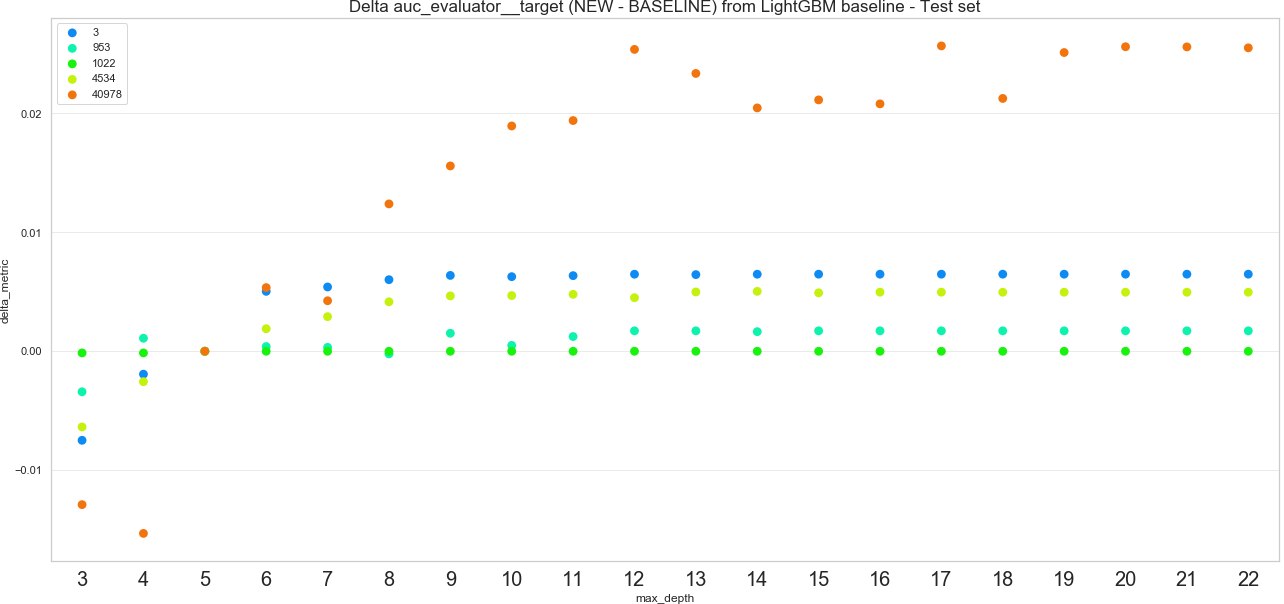 Delta auc_evaluator__target (NEW - BASELINE) from LightGBM baseline - Test set
3
953
1022
4534
40978
0.02
0.01
0.00
−0.01
delta_metric
3 4 5 6 7 8 9 10 11 12 13 14 15 16 17 18 19 20 21 22
max_depth